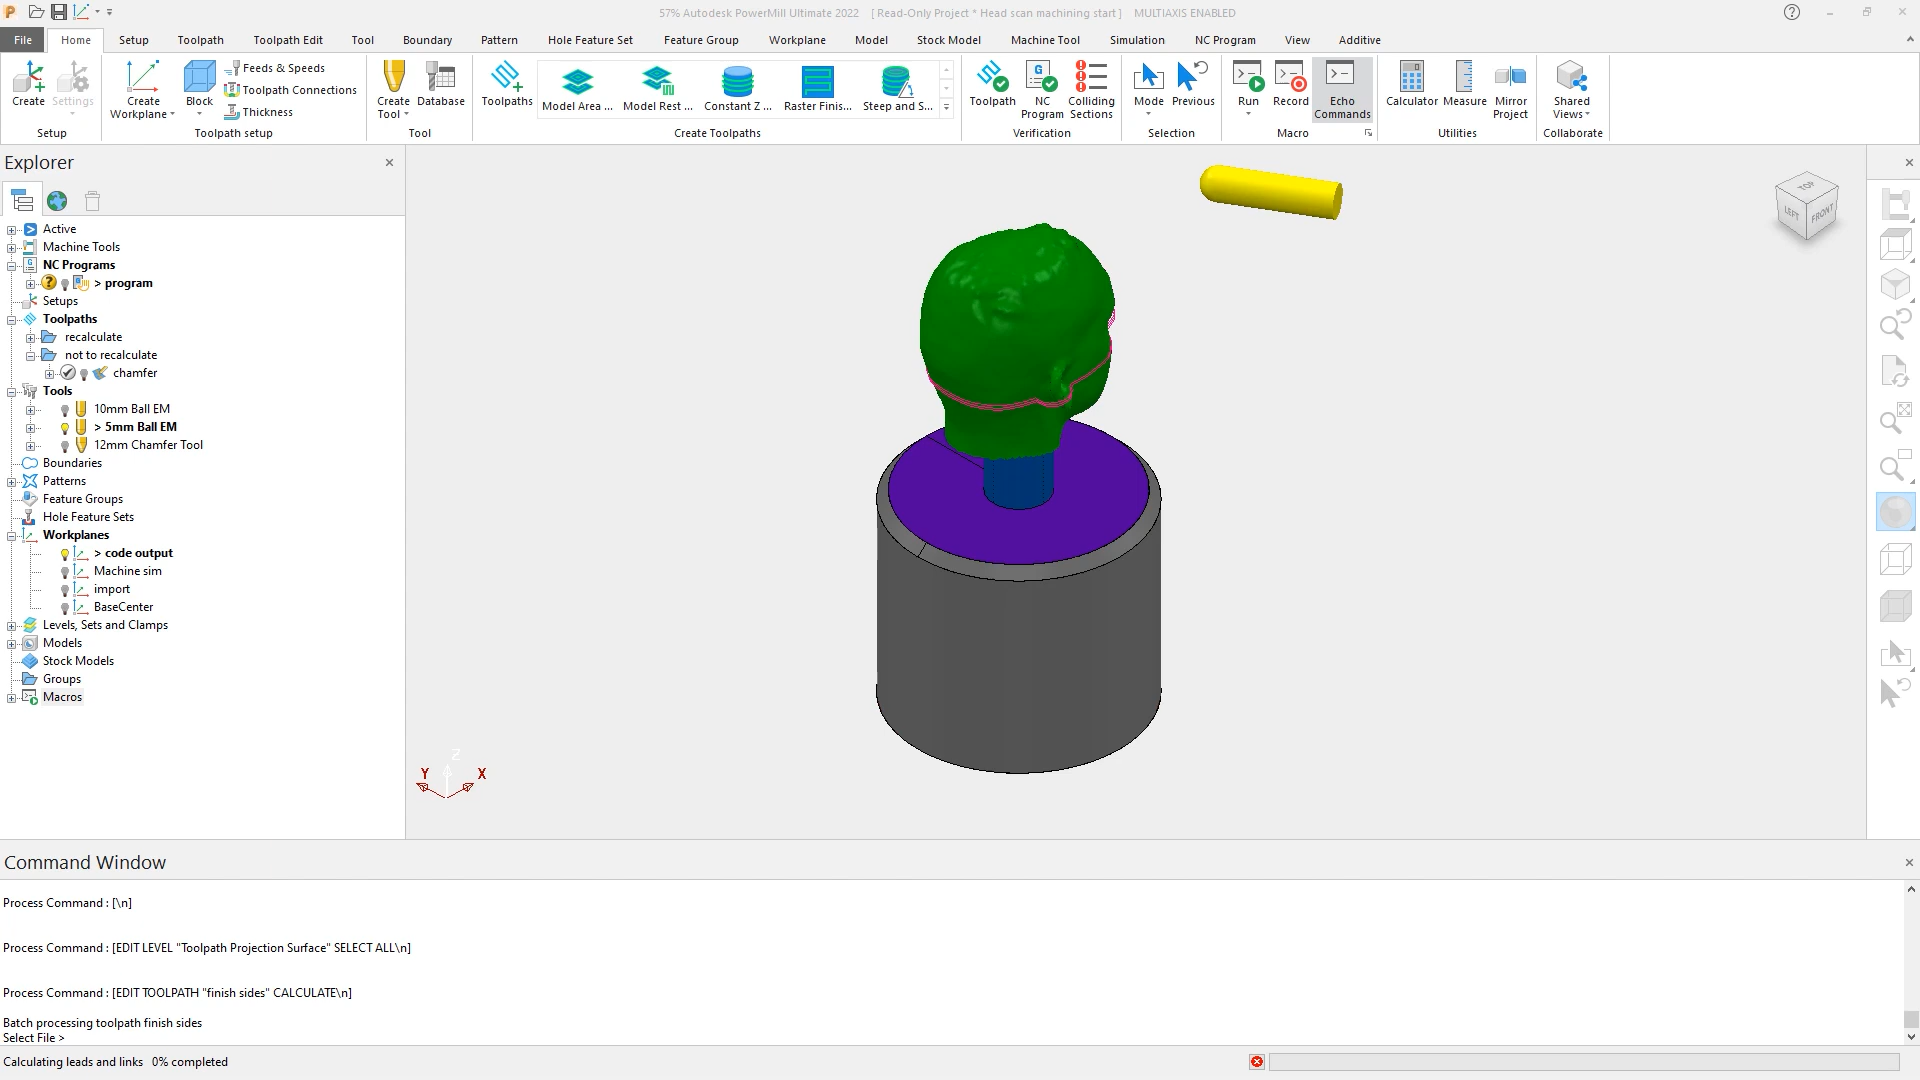 57% Autodesk PowerMill Ultimate 2022 [ Read-Only Project * Head scan machining start ] MULTIAXIS ENABLED
File Home Setup Toolpath Toolpath Edit Tool Boundary Pattern Hole Feature Set Feature Group Workplane Model Stock Model Machine Tool Simulation NC Program View Additive
Create
Settings
Setup
Create Workplane
Block
Feeds & Speeds
Toolpath Connections
Thickness
Toolpath setup
Create Tool
Database
Tool
Toolpaths
Model Area ...
Model Rest ...
Constant Z ...
Raster Finis...
Steep and S...
Create Toolpaths
Toolpath
NC Program
Colliding Sections
Verification
Mode
Previous
Selection
Run
Record
Echo Commands
Macro
Calculator
Measure
Mirror Project
Utilities
Shared Views
Collaborate
Explorer
Active
Machine Tools
NC Programs
> program
Setups
Toolpaths
recalculate
not to recalculate
chamfer
Tools
10mm Ball EM
> 5mm Ball EM
12mm Chamfer Tool
Boundaries
Patterns
Feature Groups
Hole Feature Sets
Workplanes
> code output
Machine sim
import
BaseCenter
Levels, Sets and Clamps
Models
Stock Models
Groups
Macros
TOP
LEFT
FRONT
Z
Y
X
Command Window
Process Command : [\n]
Process Command : [EDIT LEVEL "Toolpath Projection Surface" SELECT ALL\n]
Process Command : [EDIT TOOLPATH "finish sides" CALCULATE\n]
Batch processing toolpath finish sides
Select File >
Calculating leads and links 0% completed